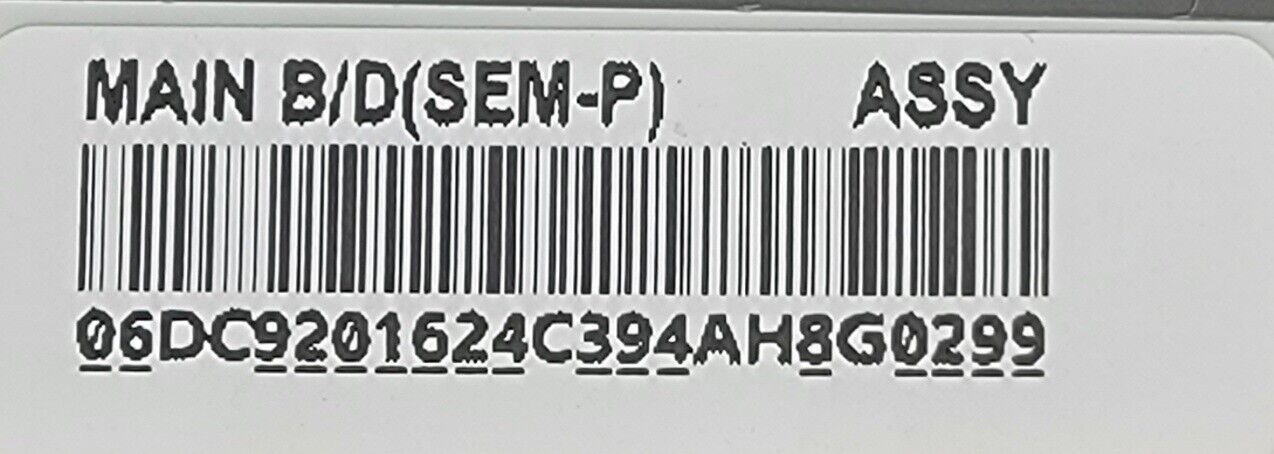 MAIN B/D(SEM-P) ASSY
06DC9201624C394AH8G0299